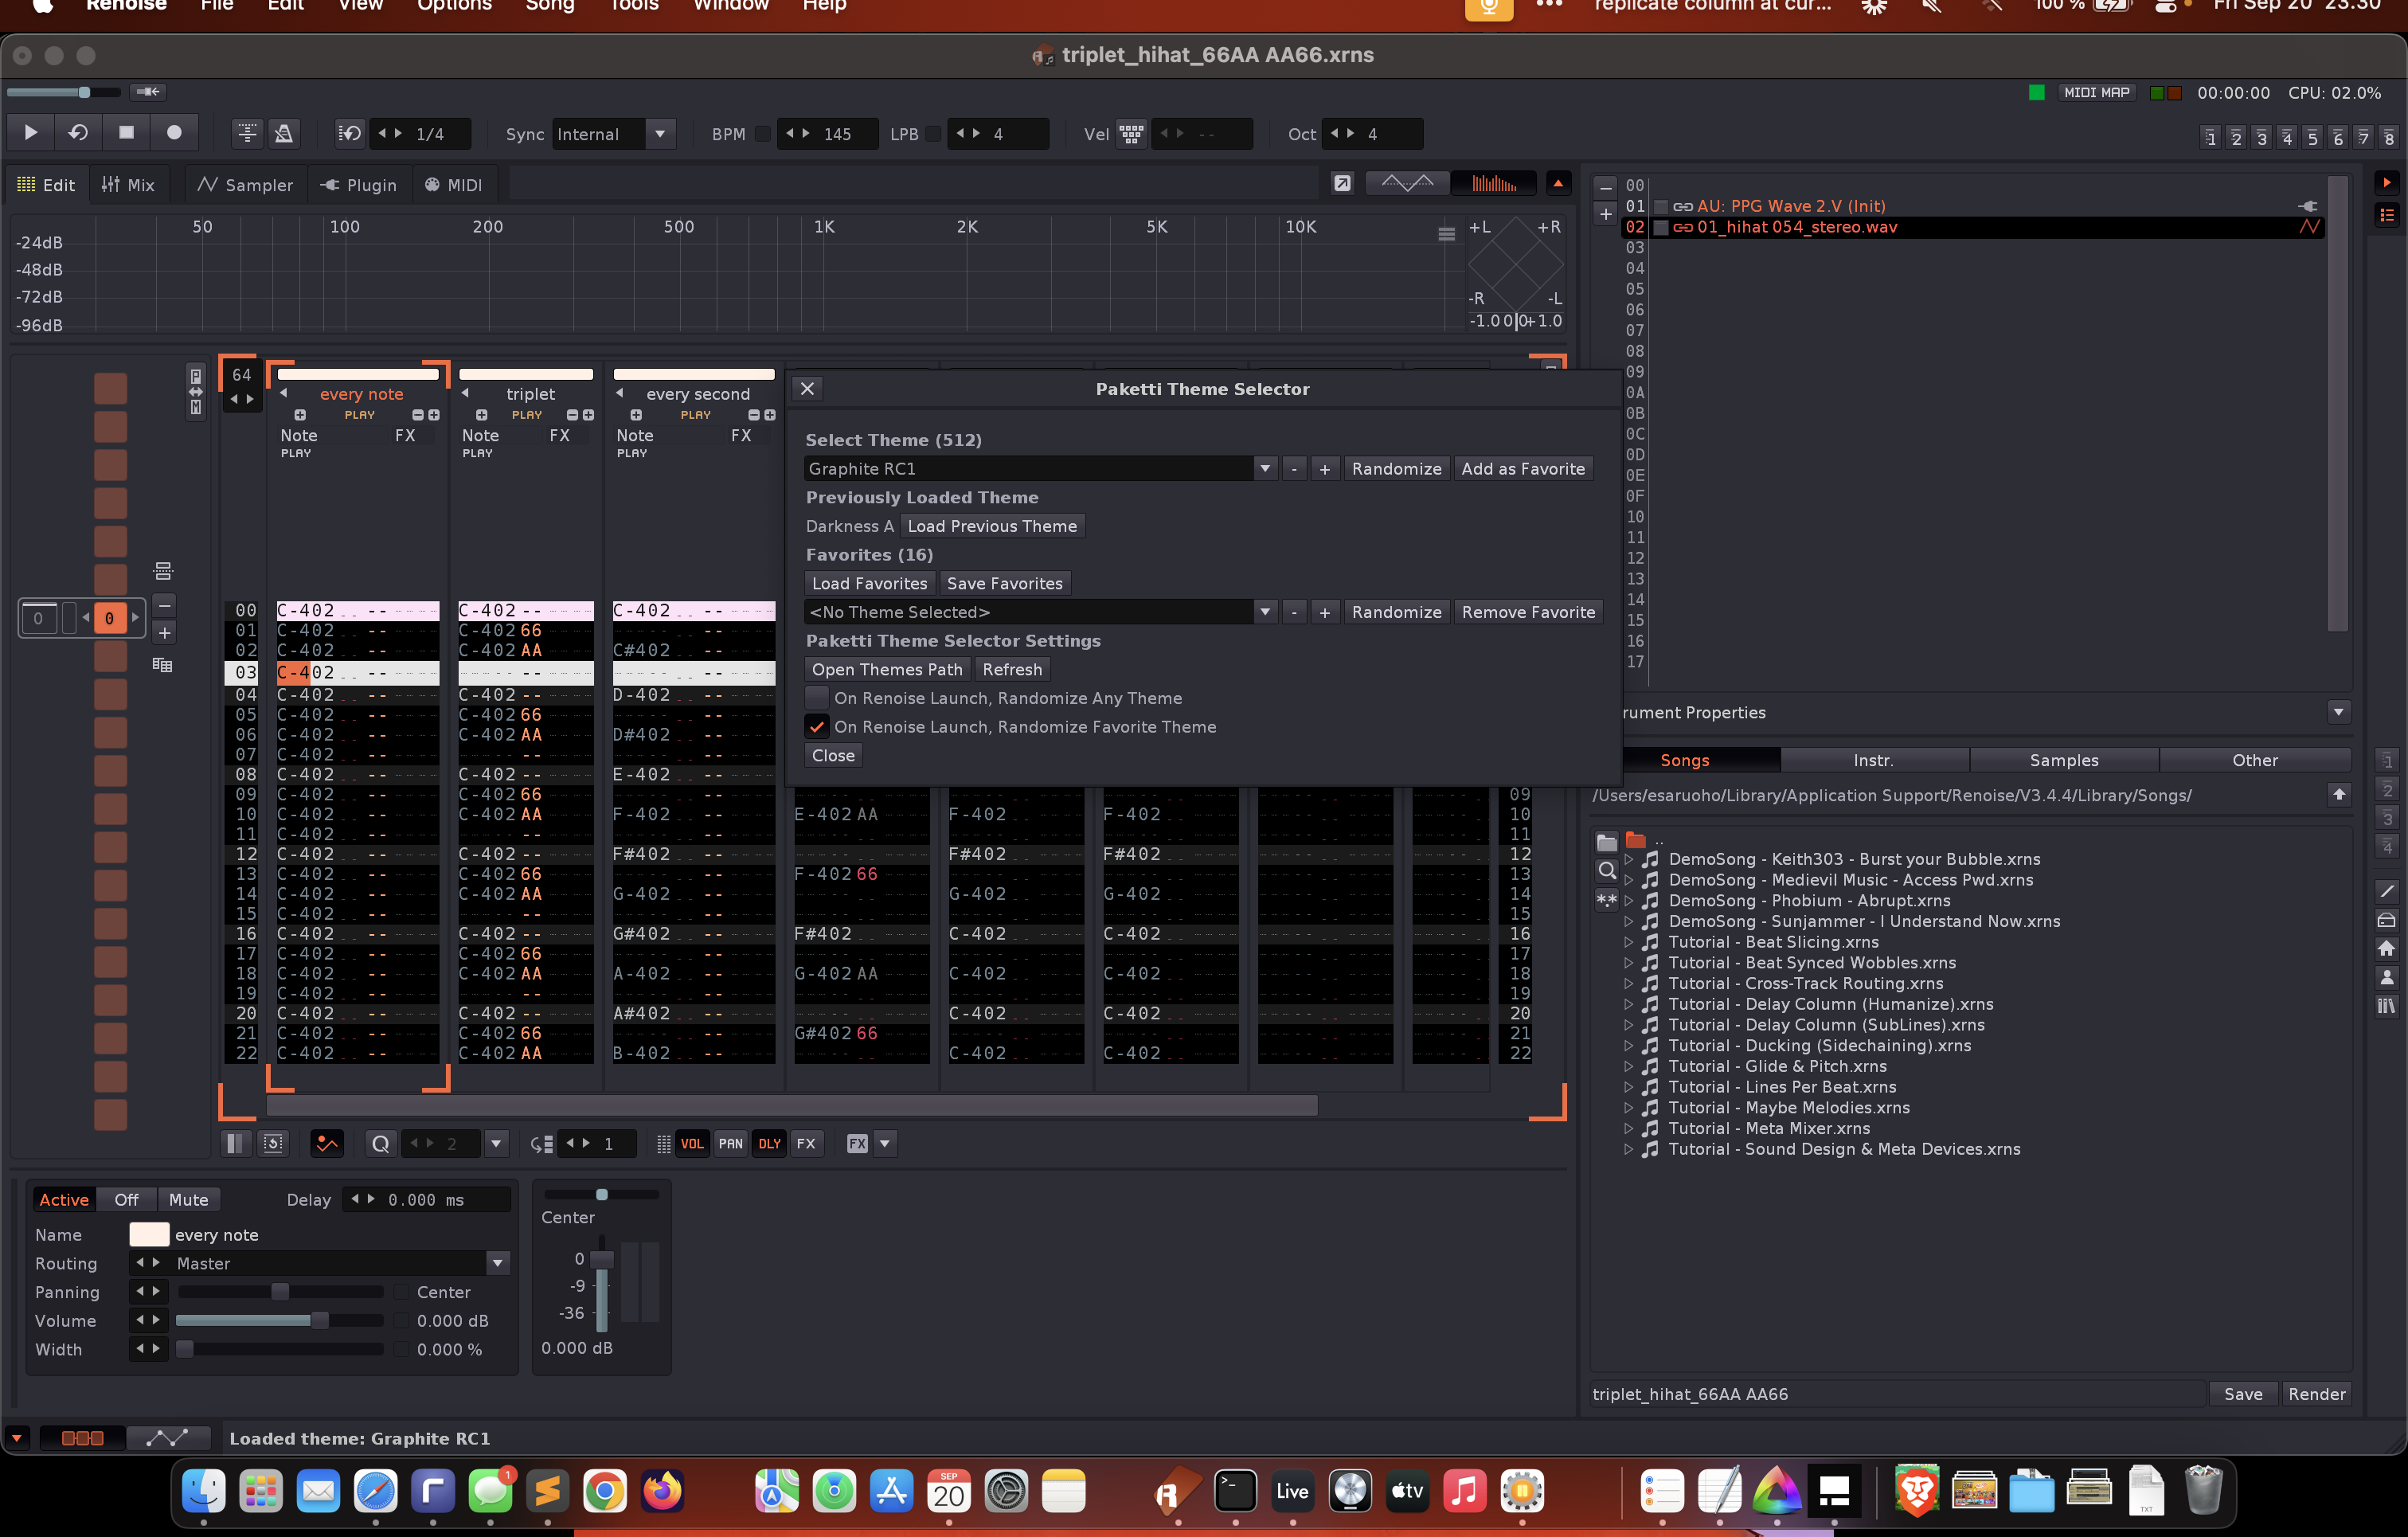 Renoise File Edit View Options Song Tools Window Help replicate column at cur... 100 % Fri Sep 20 23:30
triplet_hihat_66AA AA66.xrns
MIDI MAP 00:00:00 CPU: 02.0%
1/4 Sync Internal BPM 145 LPB 4 Vel -- Oct 4 1 2 3 4 5 6 7 8
Edit Mix Sampler Plugin MIDI
50 100 200 500 1K 2K 5K 10K +L +R
-24dB
-48dB
-72dB
-96dB
-R -L
-1.0 0 0 +1.0
00
01 AU: PPG Wave 2.V (Init)
02 01_hihat 054_stereo.wav
03
04
05
06
07
08
09
0A
0B
0C
0D
0E
0F
10
11
12
13
14
15
16
17
64 every note triplet every second
PLAY PLAY PLAY
Note FX Note FX Note FX
PLAY PLAY PLAY
Paketti Theme Selector
Select Theme (512)
Graphite RC1 - + Randomize Add as Favorite
Previously Loaded Theme
Darkness A Load Previous Theme
Favorites (16)
Load Favorites Save Favorites
<No Theme Selected> - + Randomize Remove Favorite
Paketti Theme Selector Settings
Open Themes Path Refresh
On Renoise Launch, Randomize Any Theme
On Renoise Launch, Randomize Favorite Theme
Close
0 0
00 C-402 -- C-402 -- C-402 --
01 C-402 -- C-402 66 --
02 C-402 -- C-402 AA C#402 --
03 C-402 -- -- --
04 C-402 -- C-402 -- D-402 --
05 C-402 -- C-402 66 --
06 C-402 -- C-402 AA D#402 --
07 C-402 -- -- --
08 C-402 -- C-402 -- E-402 --
09 C-402 -- C-402 66 -- 09
10 C-402 -- C-402 AA F-402 -- E-402 AA F-402 F-402 10
11 C-402 -- -- -- 11
12 C-402 -- C-402 -- F#402 -- F#402 F#402 12
13 C-402 -- C-402 66 -- F-402 66 13
14 C-402 -- C-402 AA G-402 -- G-402 G-402 14
15 C-402 -- -- -- 15
16 C-402 -- C-402 -- G#402 -- F#402 C-402 C-402 16
17 C-402 -- C-402 66 -- 17
18 C-402 -- C-402 AA A-402 -- G-402 AA C-402 C-402 18
19 C-402 -- -- -- 19
20 C-402 -- C-402 -- A#402 -- C-402 C-402 20
21 C-402 -- C-402 66 -- G#402 66 21
22 C-402 -- C-402 AA B-402 -- C-402 C-402 22
rument Properties
Songs Instr. Samples Other
/Users/esaruoho/Library/Application Support/Renoise/V3.4.4/Library/Songs/
..
DemoSong - Keith303 - Burst your Bubble.xrns
DemoSong - Medievil Music - Access Pwd.xrns
DemoSong - Phobium - Abrupt.xrns
DemoSong - Sunjammer - I Understand Now.xrns
Tutorial - Beat Slicing.xrns
Tutorial - Beat Synced Wobbles.xrns
Tutorial - Cross-Track Routing.xrns
Tutorial - Delay Column (Humanize).xrns
Tutorial - Delay Column (SubLines).xrns
Tutorial - Ducking (Sidechaining).xrns
Tutorial - Glide & Pitch.xrns
Tutorial - Lines Per Beat.xrns
Tutorial - Maybe Melodies.xrns
Tutorial - Meta Mixer.xrns
Tutorial - Sound Design & Meta Devices.xrns
1
2
3
4
Q 2 1 VOL PAN DLY FX FX
Active Off Mute Delay 0.000 ms
Name every note
Routing Master
Panning Center
Volume 0.000 dB
Width 0.000 %
Center
0
-9
-36
0.000 dB
triplet_hihat_66AA AA66 Save Render
Loaded theme: Graphite RC1
1 SEP 20 Live tv TXT